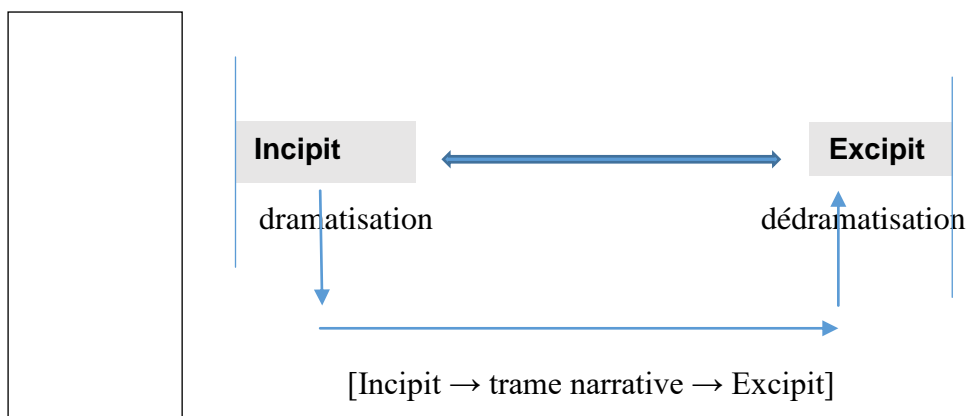 Incipit
Excipit
dramatisation
dédramatisation
[Incipit → trame narrative → Excipit]